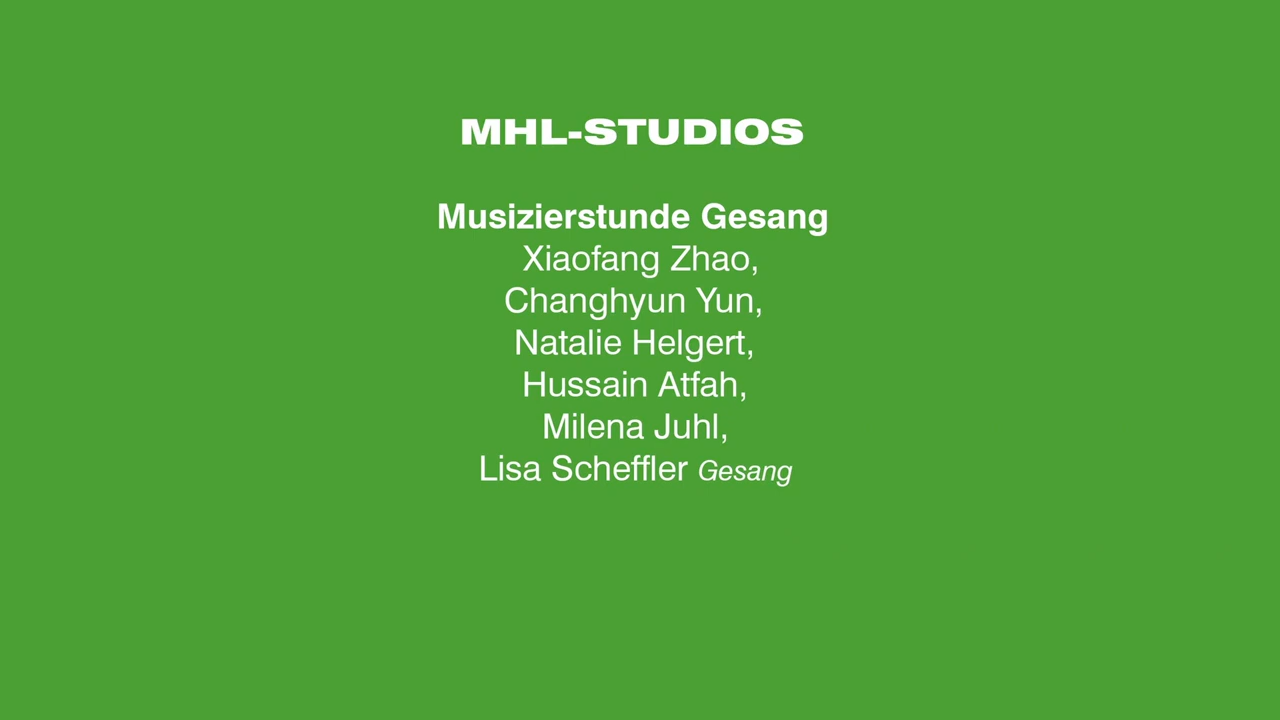 MHL-STUDIOS
Musizierstunde Gesang
Xiaofang Zhao,
Changhyun Yun,
Natalie Helgert,
Hussain Atfah,
Milena Juhl,
Lisa Scheffler Gesang